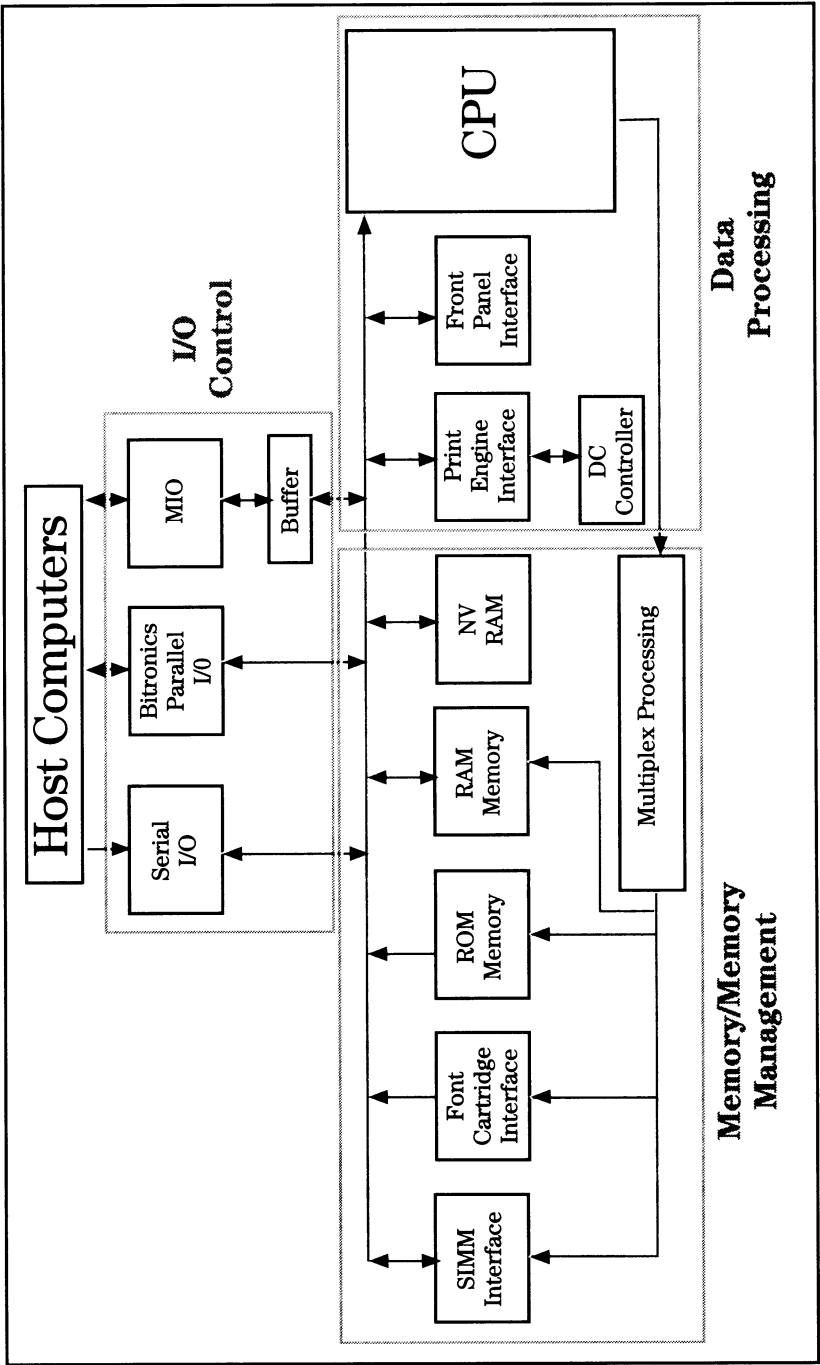 Host Computers
I/O
Control
Serial
I/O
Bitronics
Parallel
I/0
MIO
Buffer
SIMM
Interface
Font
Cartridge
Interface
ROM
Memory
RAM
Memory
NV
RAM
Print
Engine
Interface
Front
Panel
Interface
CPU
DC
Controller
Multiplex Processing
Memory/Memory
Management
Data
Processing